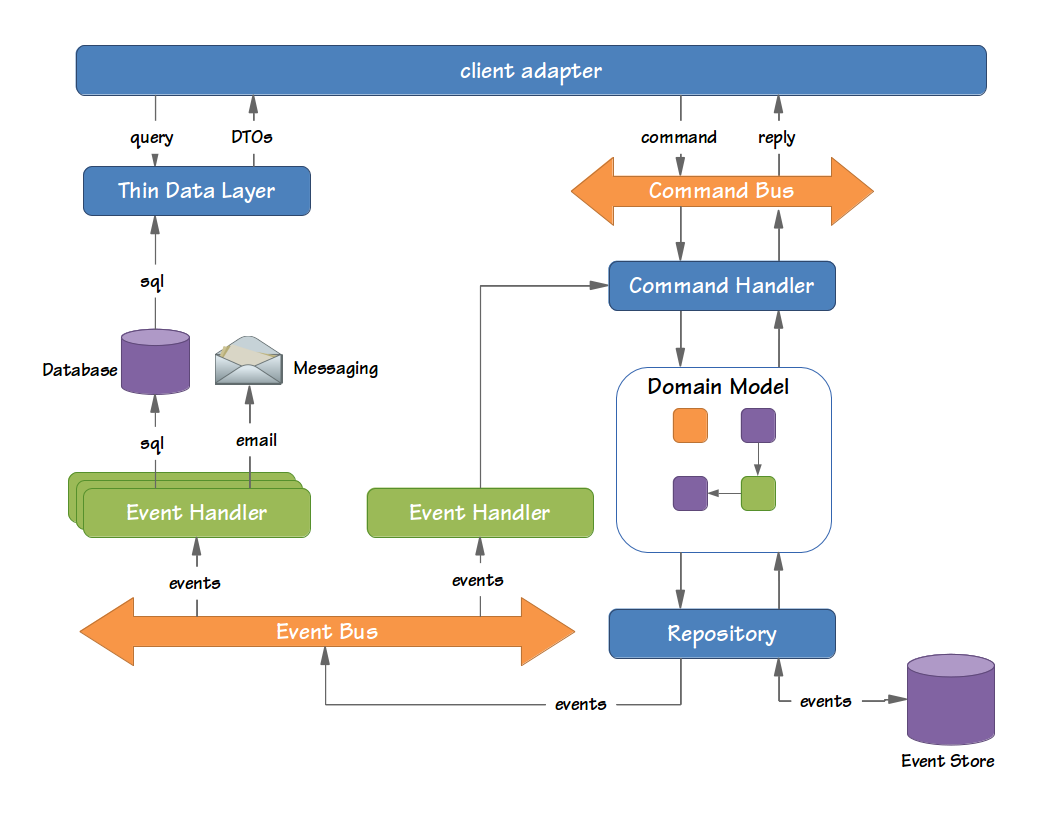 client adapter
query
DTOs
command
reply
Thin Data Layer
Command Bus
sql
Command Handler
Database
Messaging
Domain Model
sql
email
Event Handler
Event Handler
events
events
Event Bus
Repository
events
events
Event Store